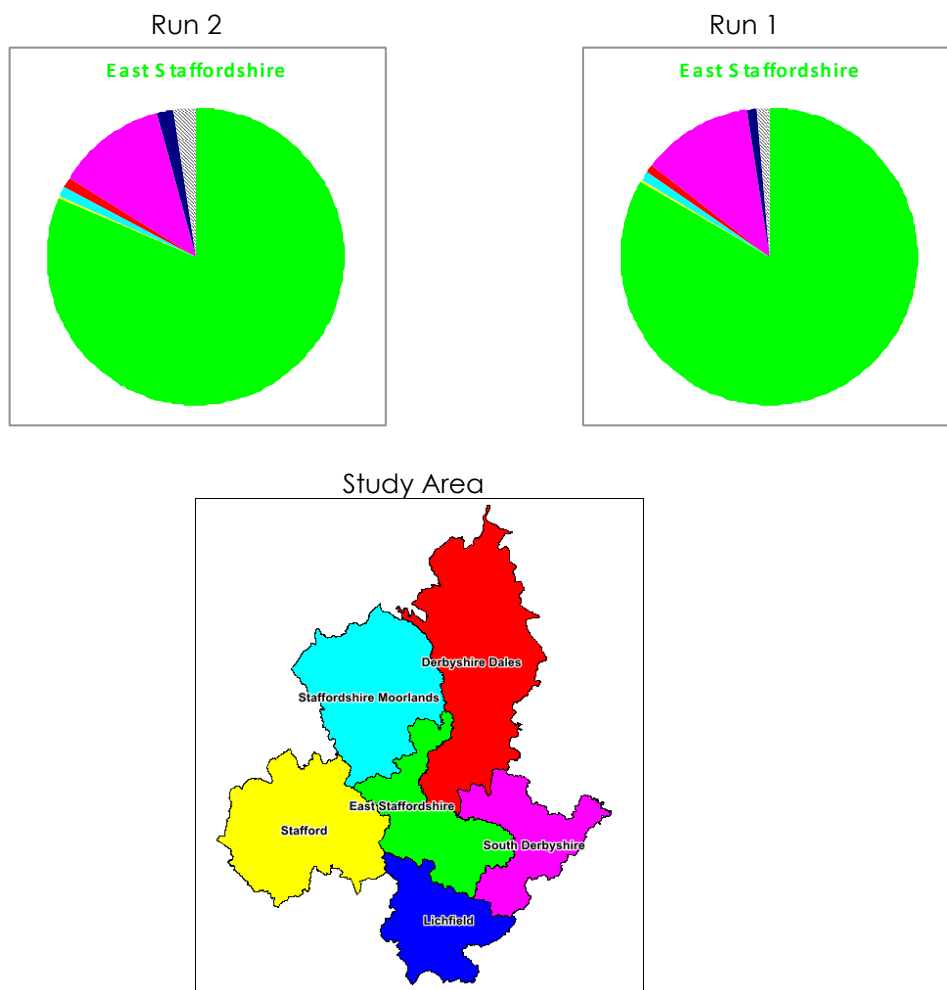 Run 2
Run 1
East Staffordshire
East Staffordshire
Study Area
Derbyshire Dales
Staffordshire Moorlands
East Staffordshire
Stafford
South Derbyshire
Lichfield